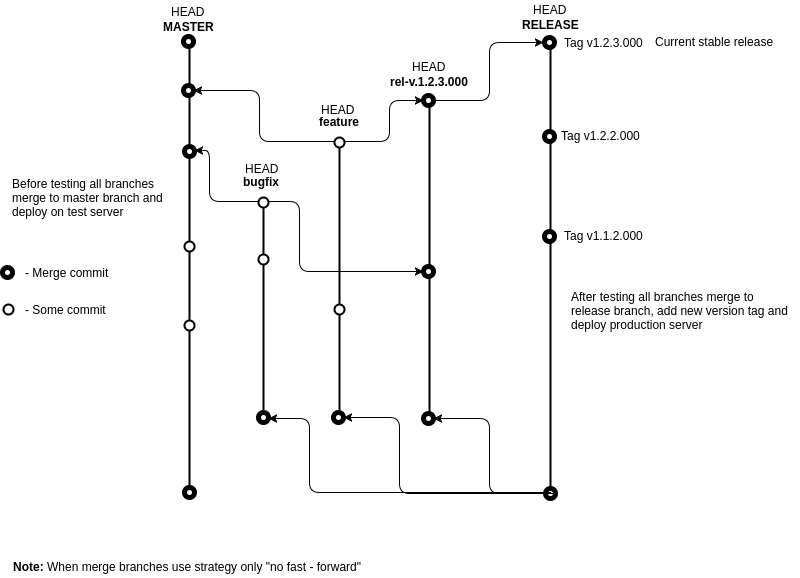 HEAD
MASTER
HEAD
RELEASE
Tag v1.2.3.000 Current stable release
HEAD
rel-v.1.2.3.000
HEAD
feature
Tag v1.2.2.000
HEAD
bugfix
Before testing all branches
merge to master branch and
deploy on test server
Tag v1.1.2.000
- Merge commit
- Some commit
After testing all branches merge to
release branch, add new version tag and
deploy production server
Note: When merge branches use strategy only "no fast - forward"